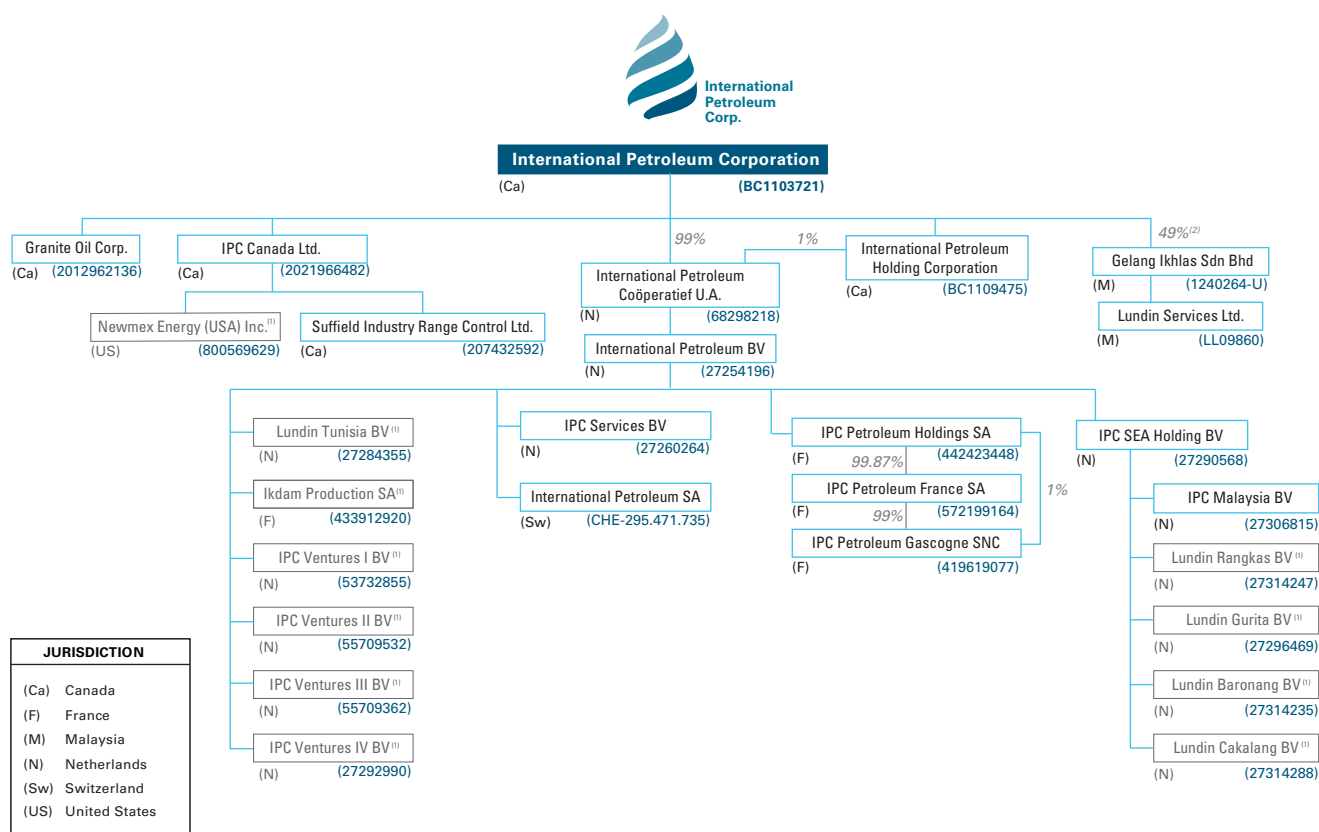 International
Petroleum
Corp.
International Petroleum Corporation
(Ca) (BC1103721)
99%
1%
49%(2)
Granite Oil Corp.
(Ca) (2012962136)
IPC Canada Ltd.
(Ca) (2021966482)
International Petroleum
Coöperatief U.A.
(N) (68298218)
International Petroleum
Holding Corporation
(Ca) (BC1109475)
Gelang Ikhlas Sdn Bhd
(M) (1240264-U)
Newmex Energy (USA) Inc.(1)
(US) (800569629)
Suffield Industry Range Control Ltd.
(Ca) (207432592)
International Petroleum BV
(N) (27254196)
Lundin Services Ltd.
(M) (LL09860)
Lundin Tunisia BV (1)
(N) (27284355)
Ikdam Production SA(1)
(F) (433912920)
IPC Ventures I BV (1)
(N) (53732855)
IPC Ventures II BV (1)
(N) (55709532)
IPC Ventures III BV (1)
(N) (55709362)
IPC Ventures IV BV (1)
(N) (27292990)
IPC Services BV
(N) (27260264)
International Petroleum SA
(Sw) (CHE-295.471.735)
IPC Petroleum Holdings SA
(F) (442423448)
99.87%
1%
IPC Petroleum France SA
(F) (572199164)
99%
IPC Petroleum Gascogne SNC
(F) (419619077)
IPC SEA Holding BV
(N) (27290568)
IPC Malaysia BV
(N) (27306815)
Lundin Rangkas BV (1)
(N) (27314247)
Lundin Gurita BV (1)
(N) (27296469)
Lundin Baronang BV (1)
(N) (27314235)
Lundin Cakalang BV (1)
(N) (27314288)
JURISDICTION
(Ca) Canada
(F) France
(M) Malaysia
(N) Netherlands
(Sw) Switzerland
(US) United States